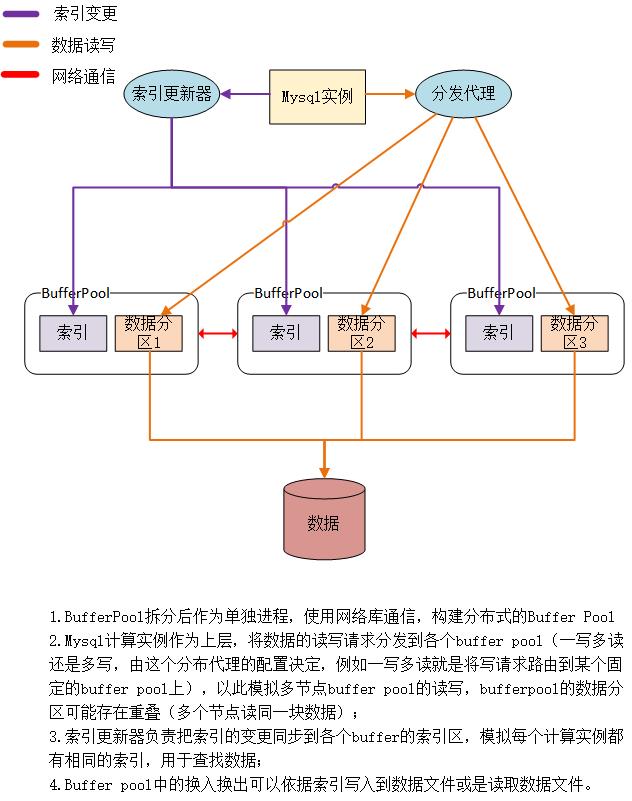 索引变更
数据读写
网络通信
索引更新器
Mysql实例
分发代理
BufferPool
BufferPool
BufferPool
索引
数据分
区1
索引
数据分
区2
索引
数据分
区3
数据
1.BufferPool拆分后作为单独进程，使用网络库通信，构建分布式的Buffer Pool
2.Mysql计算实例作为上层，将数据的读写请求分发到各个buffer pool（一写多读
还是多写，由这个分布代理的配置决定，例如一写多读就是将写请求路由到某个固
定的buffer pool上），以此模拟多节点buffer pool的读写，bufferpool的数据分
区可能存在重叠（多个节点读同一块数据）；
3.索引更新器负责把索引的变更同步到各个buffer的索引区，模拟每个计算实例都
有相同的索引，用于查找数据；
4.Buffer pool中的换入换出可以依据索引写入到数据文件或是读取数据文件。